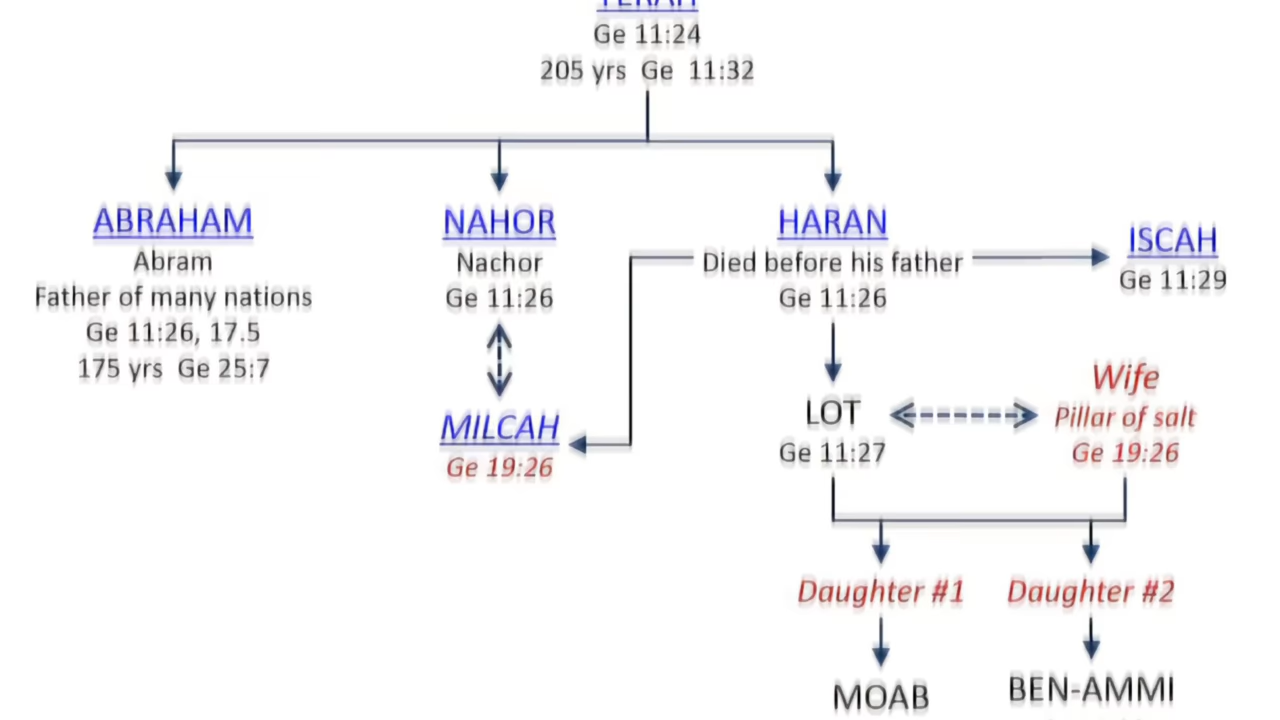 TERAH
Ge 11:24
205 yrs Ge 11:32
ABRAHAM
Abram
Father of many nations
Ge 11:26, 17.5
175 yrs Ge 25:7
NAHOR
Nachor
Ge 11:26
MILCAH
Ge 19:26
HARAN
Died before his father
Ge 11:26
ISCAH
Ge 11:29
LOT
Ge 11:27
Wife
Pillar of salt
Ge 19:26
Daughter #1
Daughter #2
MOAB
BEN-AMMI